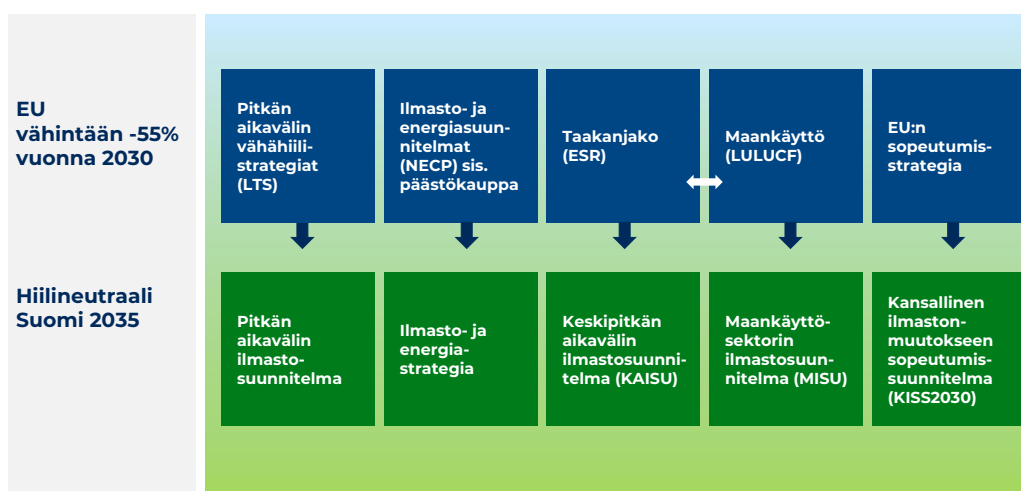 EU
vähintään -55%
vuonna 2030
Pitkän
aikavälin
vähähiili-
strategiat
(LTS)
Ilmasto- ja
energiasuun-
nitelmat
(NECP) sis.
päästökauppa
Taakanjako
(ESR)
Maankäyttö
(LULUCF)
EU:n
sopeutumis-
strategia
Hiilineutraali
Suomi 2035
Pitkän
aikavälin
ilmasto-
suunnitelma
Ilmasto- ja
energia-
strategia
Keskipitkän
aikavälin
ilmastosuunni-
telma (KAISU)
Maankäyttö-
sektorin
ilmastosuun-
nitelma (MISU)
Kansallinen
ilmaston-
muutokseen
sopeutumis-
suunnitelma
(KISS2030)